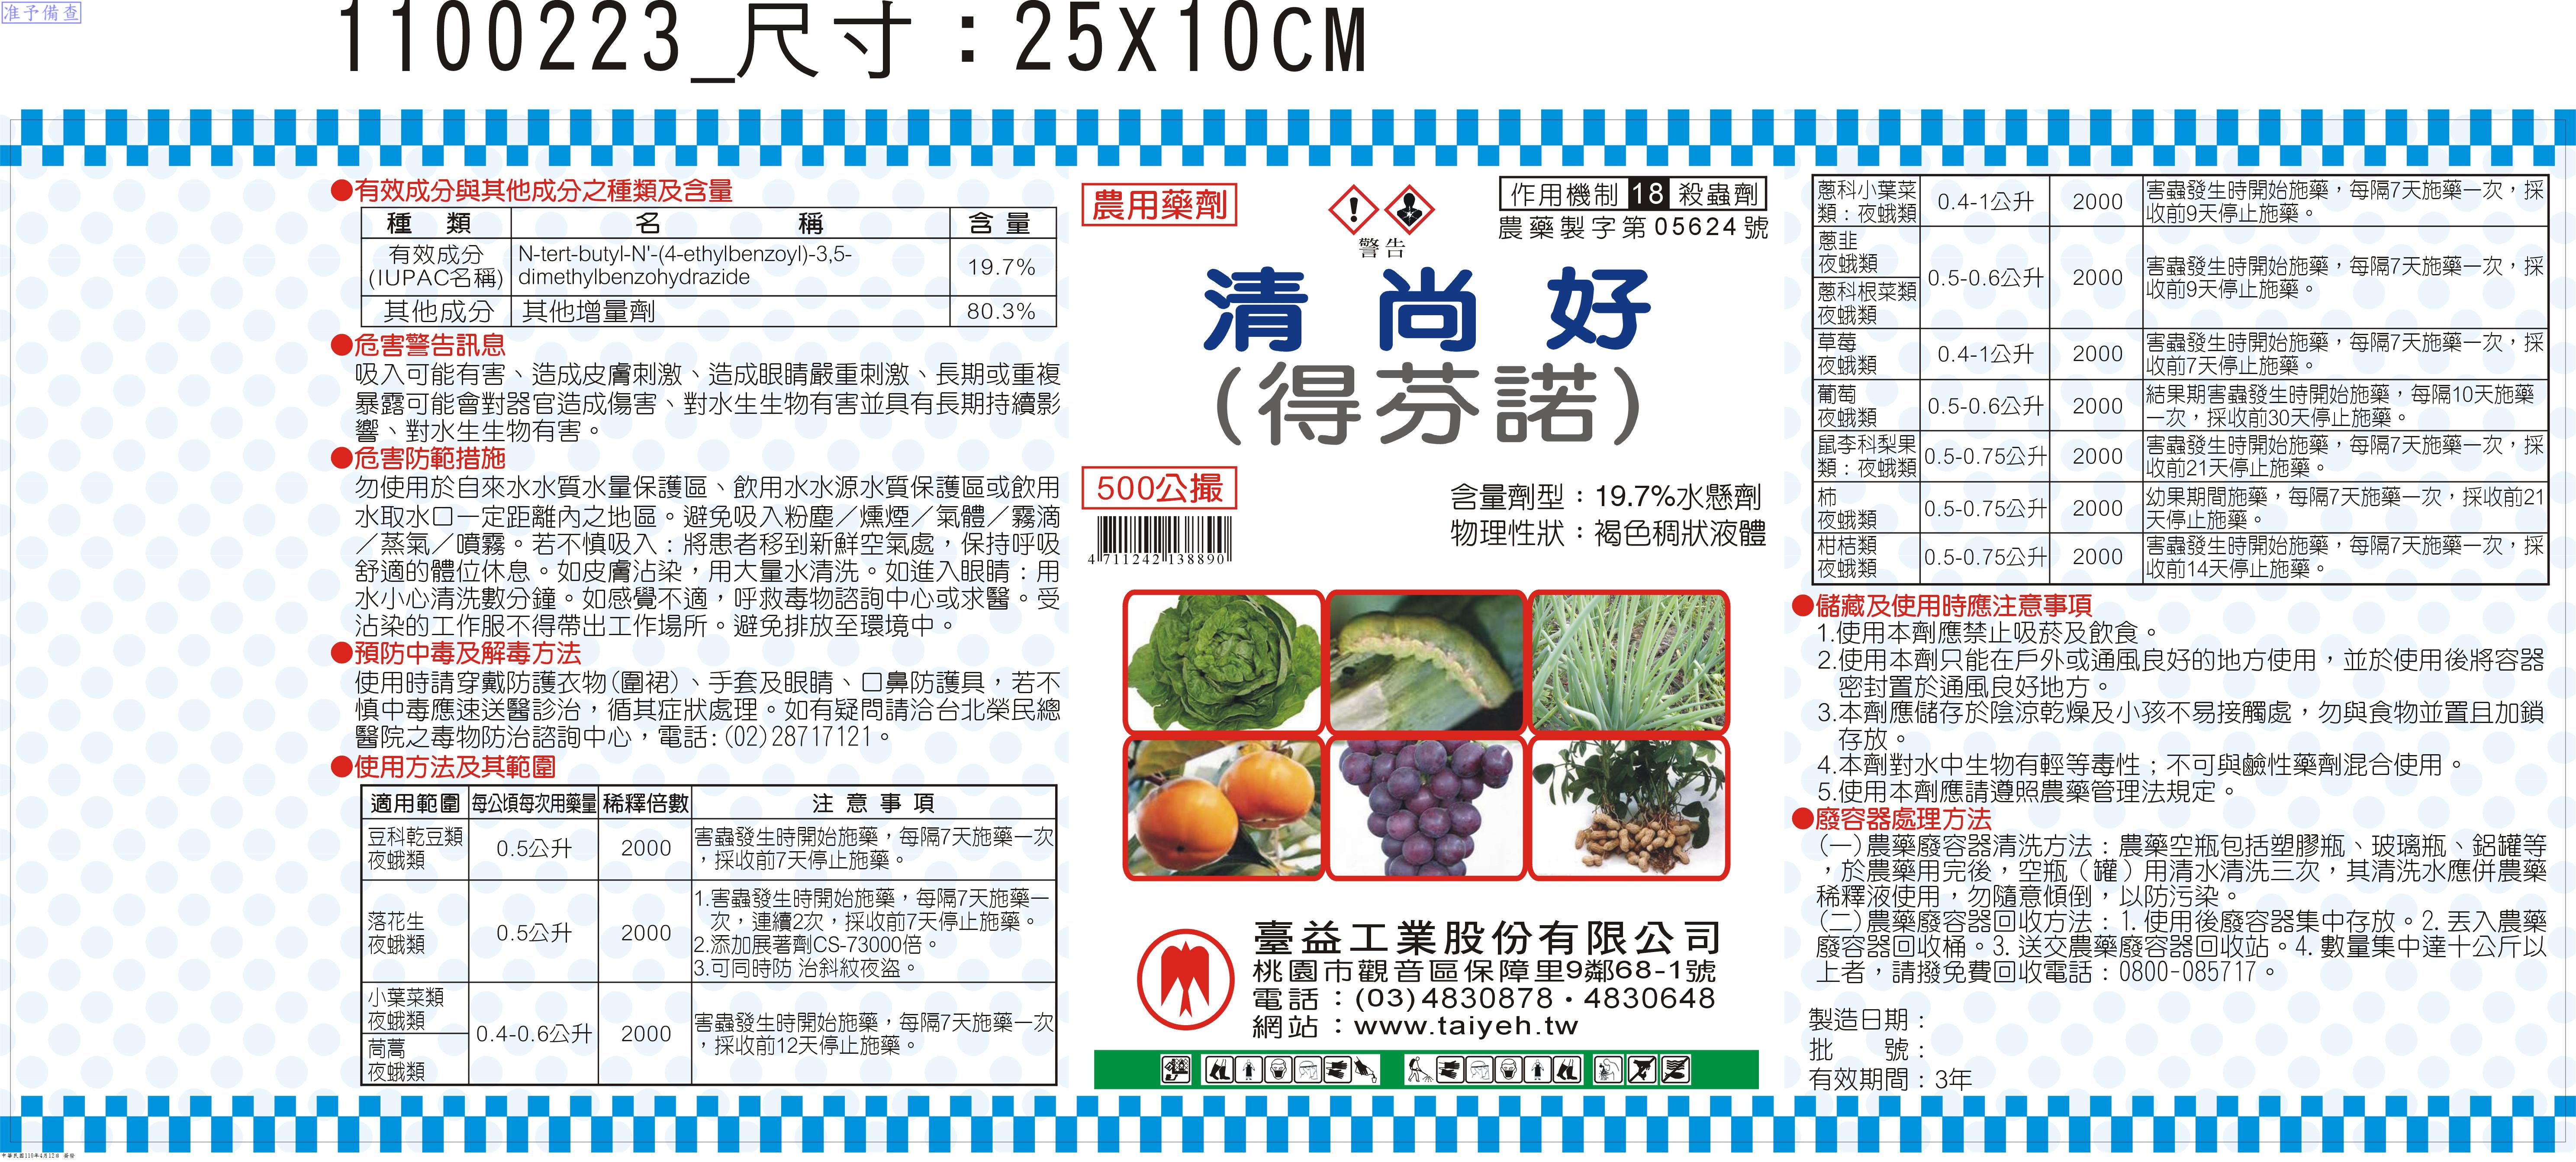 准予備查
1100223_尺寸：25X10CM
●有效成分與其他成分之種類及含量
種 類 名 稱 含量
有效成分
(IUPAC名稱)
N-tert-butyl-N'-(4-ethylbenzoyl)-3,5-
dimethylbenzohydrazide
19.7%
其他成分 其他增量劑 80.3%
●危害警告訊息
吸入可能有害、造成皮膚刺激、造成眼睛嚴重刺激、長期或重複
暴露可能會對器官造成傷害、對水生生物有害並具有長期持續影
響、對水生生物有害。
●危害防範措施
勿使用於自來水水質水量保護區、飲用水水源水質保護區或飲用
水取水口一定距離內之地區。避免吸入粉塵／燻煙／氣體／霧滴
／蒸氣／噴霧。若不慎吸入：將患者移到新鮮空氣處，保持呼吸
舒適的體位休息。如皮膚沾染，用大量水清洗。如進入眼睛：用
水小心清洗數分鐘。如感覺不適，呼救毒物諮詢中心或求醫。受
沾染的工作服不得帶出工作場所。避免排放至環境中。
●預防中毒及解毒方法
使用時請穿戴防護衣物(圍裙)、手套及眼睛、口鼻防護具，若不
慎中毒應速送醫診治，循其症狀處理。如有疑問請洽台北榮民總
醫院之毒物防治諮詢中心，電話:(02)28717121。
●使用方法及其範圍
適用範圍 每公頃每次用藥量 稀釋倍數 注意事項
豆科乾豆類
夜蛾類
0.5公升 2000
害蟲發生時開始施藥，每隔7天施藥一次
，採收前7天停止施藥。
落花生
夜蛾類
0.5公升 2000
1.害蟲發生時開始施藥，每隔7天施藥一
次，連續2次，採收前7天停止施藥。
2.添加展著劑CS-73000倍。
3.可同時防 治斜紋夜盜。
小葉菜類
夜蛾類
茼蒿
夜蛾類
0.4-0.6公升 2000
害蟲發生時開始施藥，每隔7天施藥一次
，採收前12天停止施藥。
農用藥劑
警告
作用機制 18 殺蟲劑
農藥製字第05624號
清尚好
(得芬諾)
500公撮
4 711242 138890
含量劑型：19.7%水懸劑
物理性狀：褐色稠狀液體
臺益工業股份有限公司
桃園市觀音區保障里9鄰68-1號
電話：(03)4830878・4830648
網站：www.taiyeh.tw
蔥科小葉菜
類：夜蛾類
0.4-1公升 2000
害蟲發生時開始施藥，每隔7天施藥一次，採
收前9天停止施藥。
蔥韭
夜蛾類
蔥科根菜類
夜蛾類
0.5-0.6公升 2000
害蟲發生時開始施藥，每隔7天施藥一次，採
收前9天停止施藥。
草莓
夜蛾類
0.4-1公升 2000
害蟲發生時開始施藥，每隔7天施藥一次，採
收前7天停止施藥。
葡萄
夜蛾類
0.5-0.6公升 2000
結果期害蟲發生時開始施藥，每隔10天施藥
一次，採收前30天停止施藥。
鼠李科梨果
類：夜蛾類
0.5-0.75公升 2000
害蟲發生時開始施藥，每隔7天施藥一次，採
收前21天停止施藥。
柿
夜蛾類
0.5-0.75公升 2000
幼果期間施藥，每隔7天施藥一次，採收前21
天停止施藥。
柑桔類
夜蛾類
0.5-0.75公升 2000
害蟲發生時開始施藥，每隔7天施藥一次，採
收前14天停止施藥。
●儲藏及使用時應注意事項
1.使用本劑應禁止吸菸及飲食。
2.使用本劑只能在戶外或通風良好的地方使用，並於使用後將容器
密封置於通風良好地方。
3.本劑應儲存於陰涼乾燥及小孩不易接觸處，勿與食物並置且加鎖
存放。
4.本劑對水中生物有輕等毒性；不可與鹼性藥劑混合使用。
5.使用本劑應請遵照農藥管理法規定。
●廢容器處理方法
(一)農藥廢容器清洗方法：農藥空瓶包括塑膠瓶、玻璃瓶、鋁罐等
，於農藥用完後，空瓶（罐）用清水清洗三次，其清洗水應併農藥
稀釋液使用，勿隨意傾倒，以防污染。
(二)農藥廢容器回收方法：1.使用後廢容器集中存放。2.丟入農藥
廢容器回收桶。3.送交農藥廢容器回收站。4.數量集中達十公斤以
上者，請撥免費回收電話：0800-085717。
製造日期：
批 號：
有效期間：3年